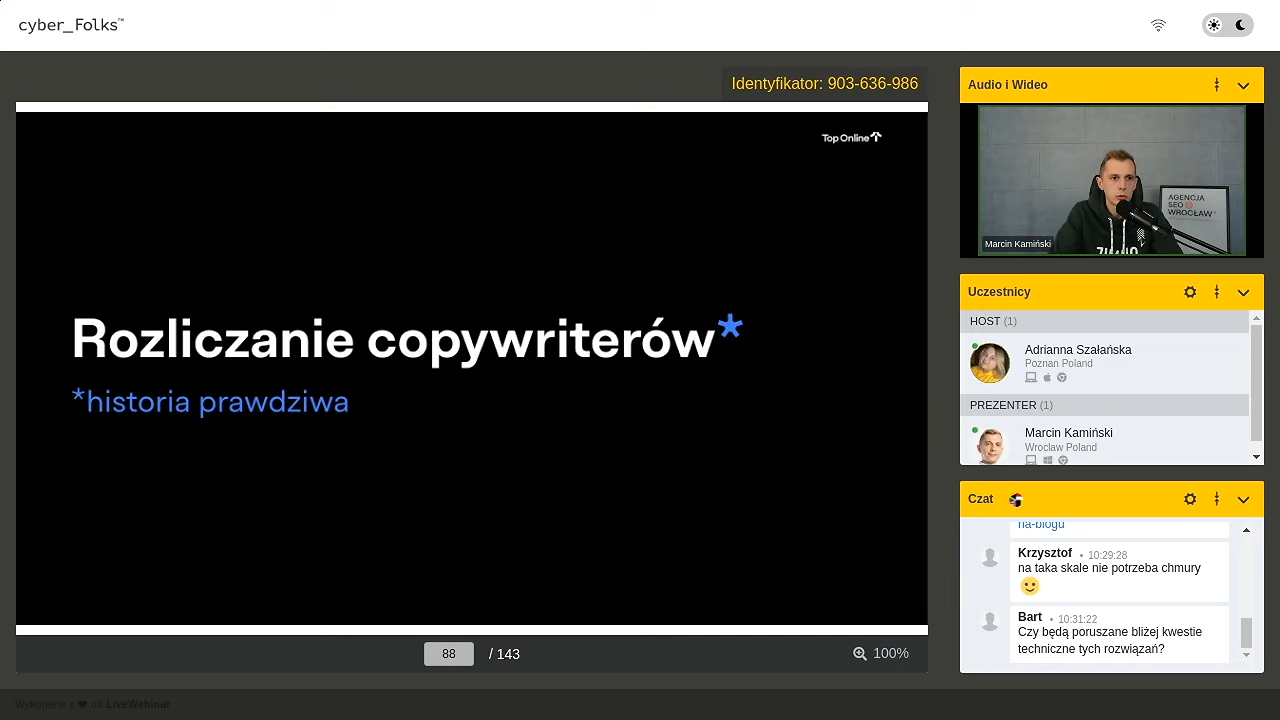 cyber_Folks™
Identyfikator: 903-636-986
Top Online
Rozliczanie copywriterów*
*historia prawdziwa
88 / 143
100%
Audio i Wideo
AGENCJA
SEO
WROCŁAW
Marcin Kamiński
Uczestnicy
HOST (1)
Adrianna Szałańska
Poznan Poland
PREZENTER (1)
Marcin Kamiński
Wroclaw Poland
Czat
na-blogu
Krzysztof • 10:29:28
na taka skale nie potrzeba chmury
🙂
Bart • 10:31:22
Czy będą poruszane bliżej kwestie
techniczne tych rozwiązań?
Wykonane z ❤ od LiveWebinar